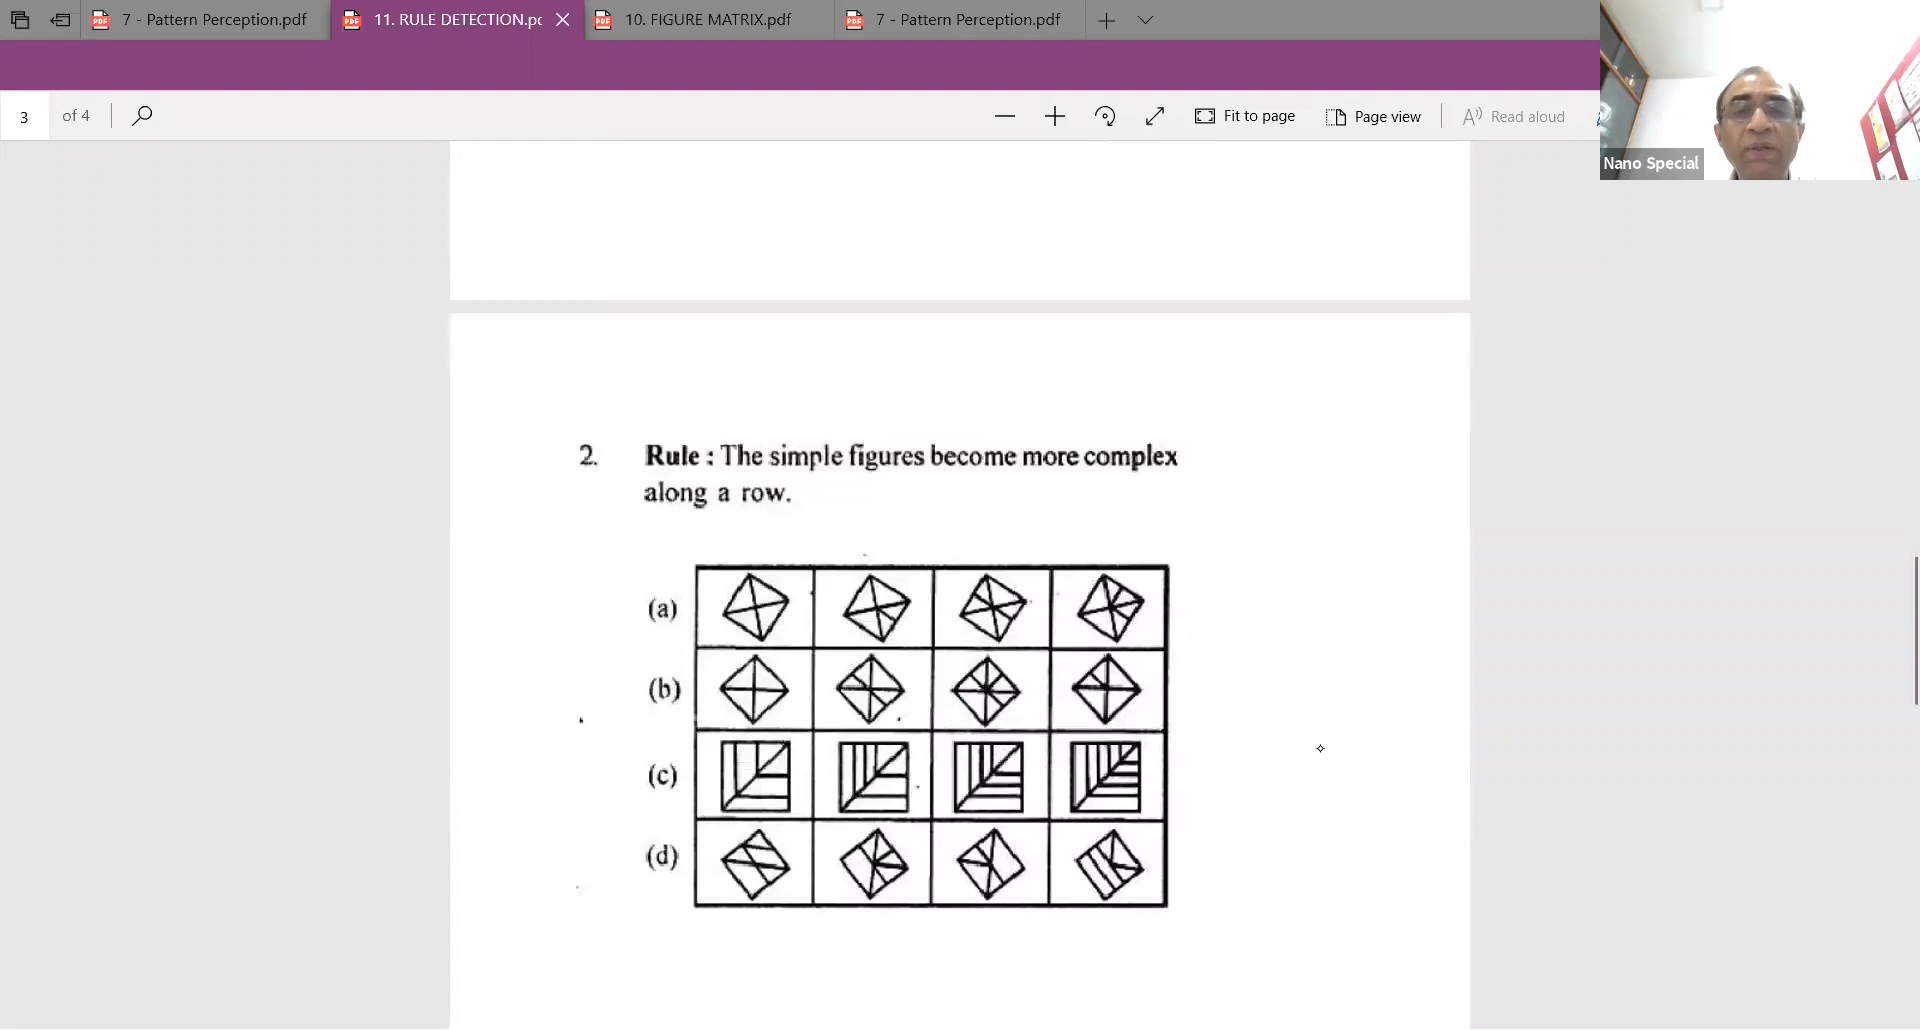 7 - Pattern Perception.pdf
11. RULE DETECTION.pc
10. FIGURE MATRIX.pdf
7 - Pattern Perception.pdf
3 of 4
Fit to page
Page view
Read aloud
Nano Special
2. Rule : The simple figures become more complex
along a row.
(a)
(b)
(c)
(d)